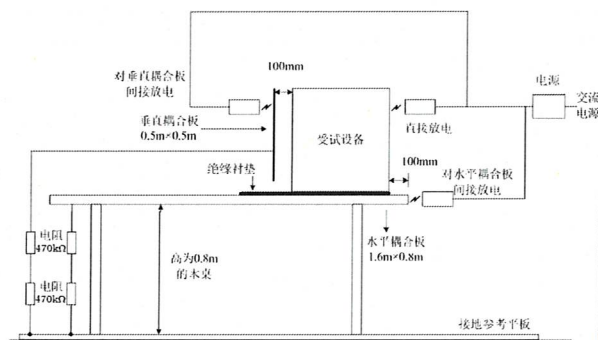 100mm
电源
对垂直耦合板
间接放电
交流
电源
垂直耦合板
0.5m×0.5m
受试设备
直接放电
100mm
绝缘衬垫
对水平耦合板
间接放电
电阻
470kΩ
高为0.8m
的木桌
水平耦合板
1.6m×0.8m
电阻
470kΩ
接地参考平板